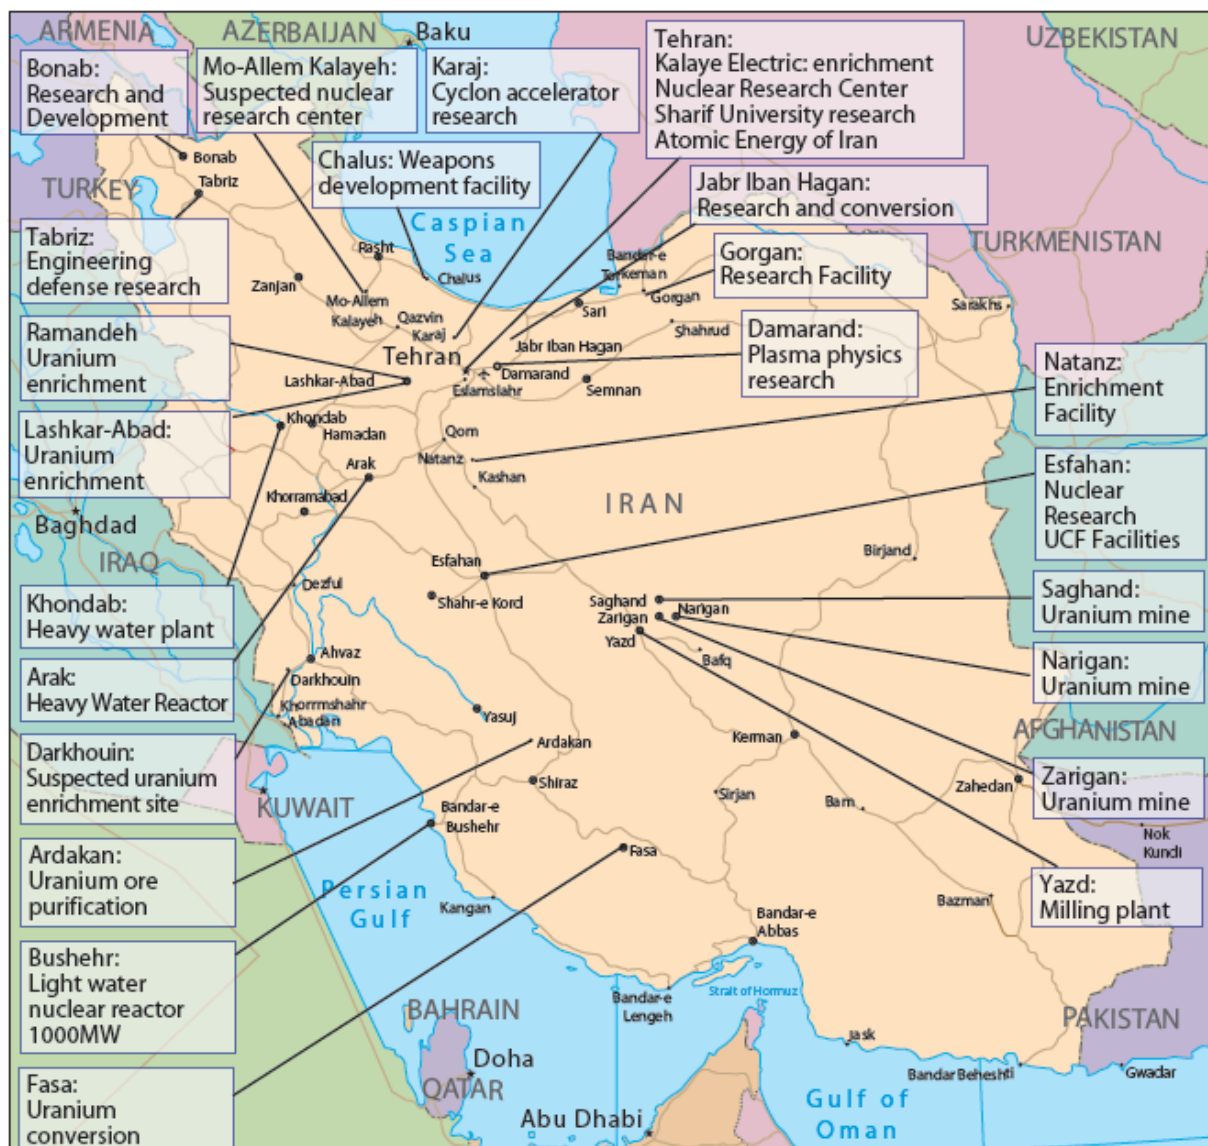 ARMENIA
AZERBAIJAN
Baku
UZBEKISTAN
Bonab:
Research and
Development
Mo-Allem Kalayeh:
Suspected nuclear
research center
Karaj:
Cyclon accelerator
research
Tehran:
Kalaye Electric: enrichment
Nuclear Research Center
Sharif University research
Atomic Energy of Iran
Chalus: Weapons
development facility
Jabr Iban Hagan:
Research and conversion
TURKEY
Bonab
Tabriz
Caspian
Sea
TURKMENISTAN
Tabriz:
Engineering
defense research
Gorgan:
Research Facility
Rasht
Chalus
Bandar-e
Torkeman
Gorgan
Zanjan
Mo-Allem
Kalayeh
Qazvin
Karaj
Sari
Shahrud
Sarakhs
Ramandeh
Uranium
enrichment
Damarand:
Plasma physics
research
Tehran
Jabr Iban Hagan
Damarand
Eslamslahr
Semnan
Lashkar-Abad
Natanz:
Enrichment
Facility
Lashkar-Abad:
Uranium
enrichment
Khondab
Hamadan
Qom
Natanz
Kashan
Arak
Khorramabad
IRAN
Esfahan:
Nuclear
Research
UCF Facilities
Baghdad
IRAQ
Esfahan
Shahr-e Kord
Birjand
Dezful
Khondab:
Heavy water plant
Saghand
Zarigan
Narigan
Yazd
Bafq
Saghand:
Uranium mine
Arak:
Heavy Water Reactor
Ahvaz
Darkhouin
Khorrmshahr
Abadan
Narigan:
Uranium mine
Yasuj
Ardakan
Kerman
AFGHANISTAN
Darkhouin:
Suspected uranium
enrichment site
KUWAIT
Shiraz
Sirjan
Bam
Zahedan
Zarigan:
Uranium mine
Bandar-e
Bushehr
Nok
Kundi
Ardakan:
Uranium ore
purification
Fasa
Persian
Gulf
Kangan
Bazman
Yazd:
Milling plant
Bandar-e
Abbas
Bushehr:
Light water
nuclear reactor
1000MW
Strait of Hormuz
Bandar-e
Lengeh
BAHRAIN
PAKISTAN
Jask
Doha
QATAR
Bandar Beheshti
Gwadar
Fasa:
Uranium
conversion
Abu Dhabi
Gulf of
Oman